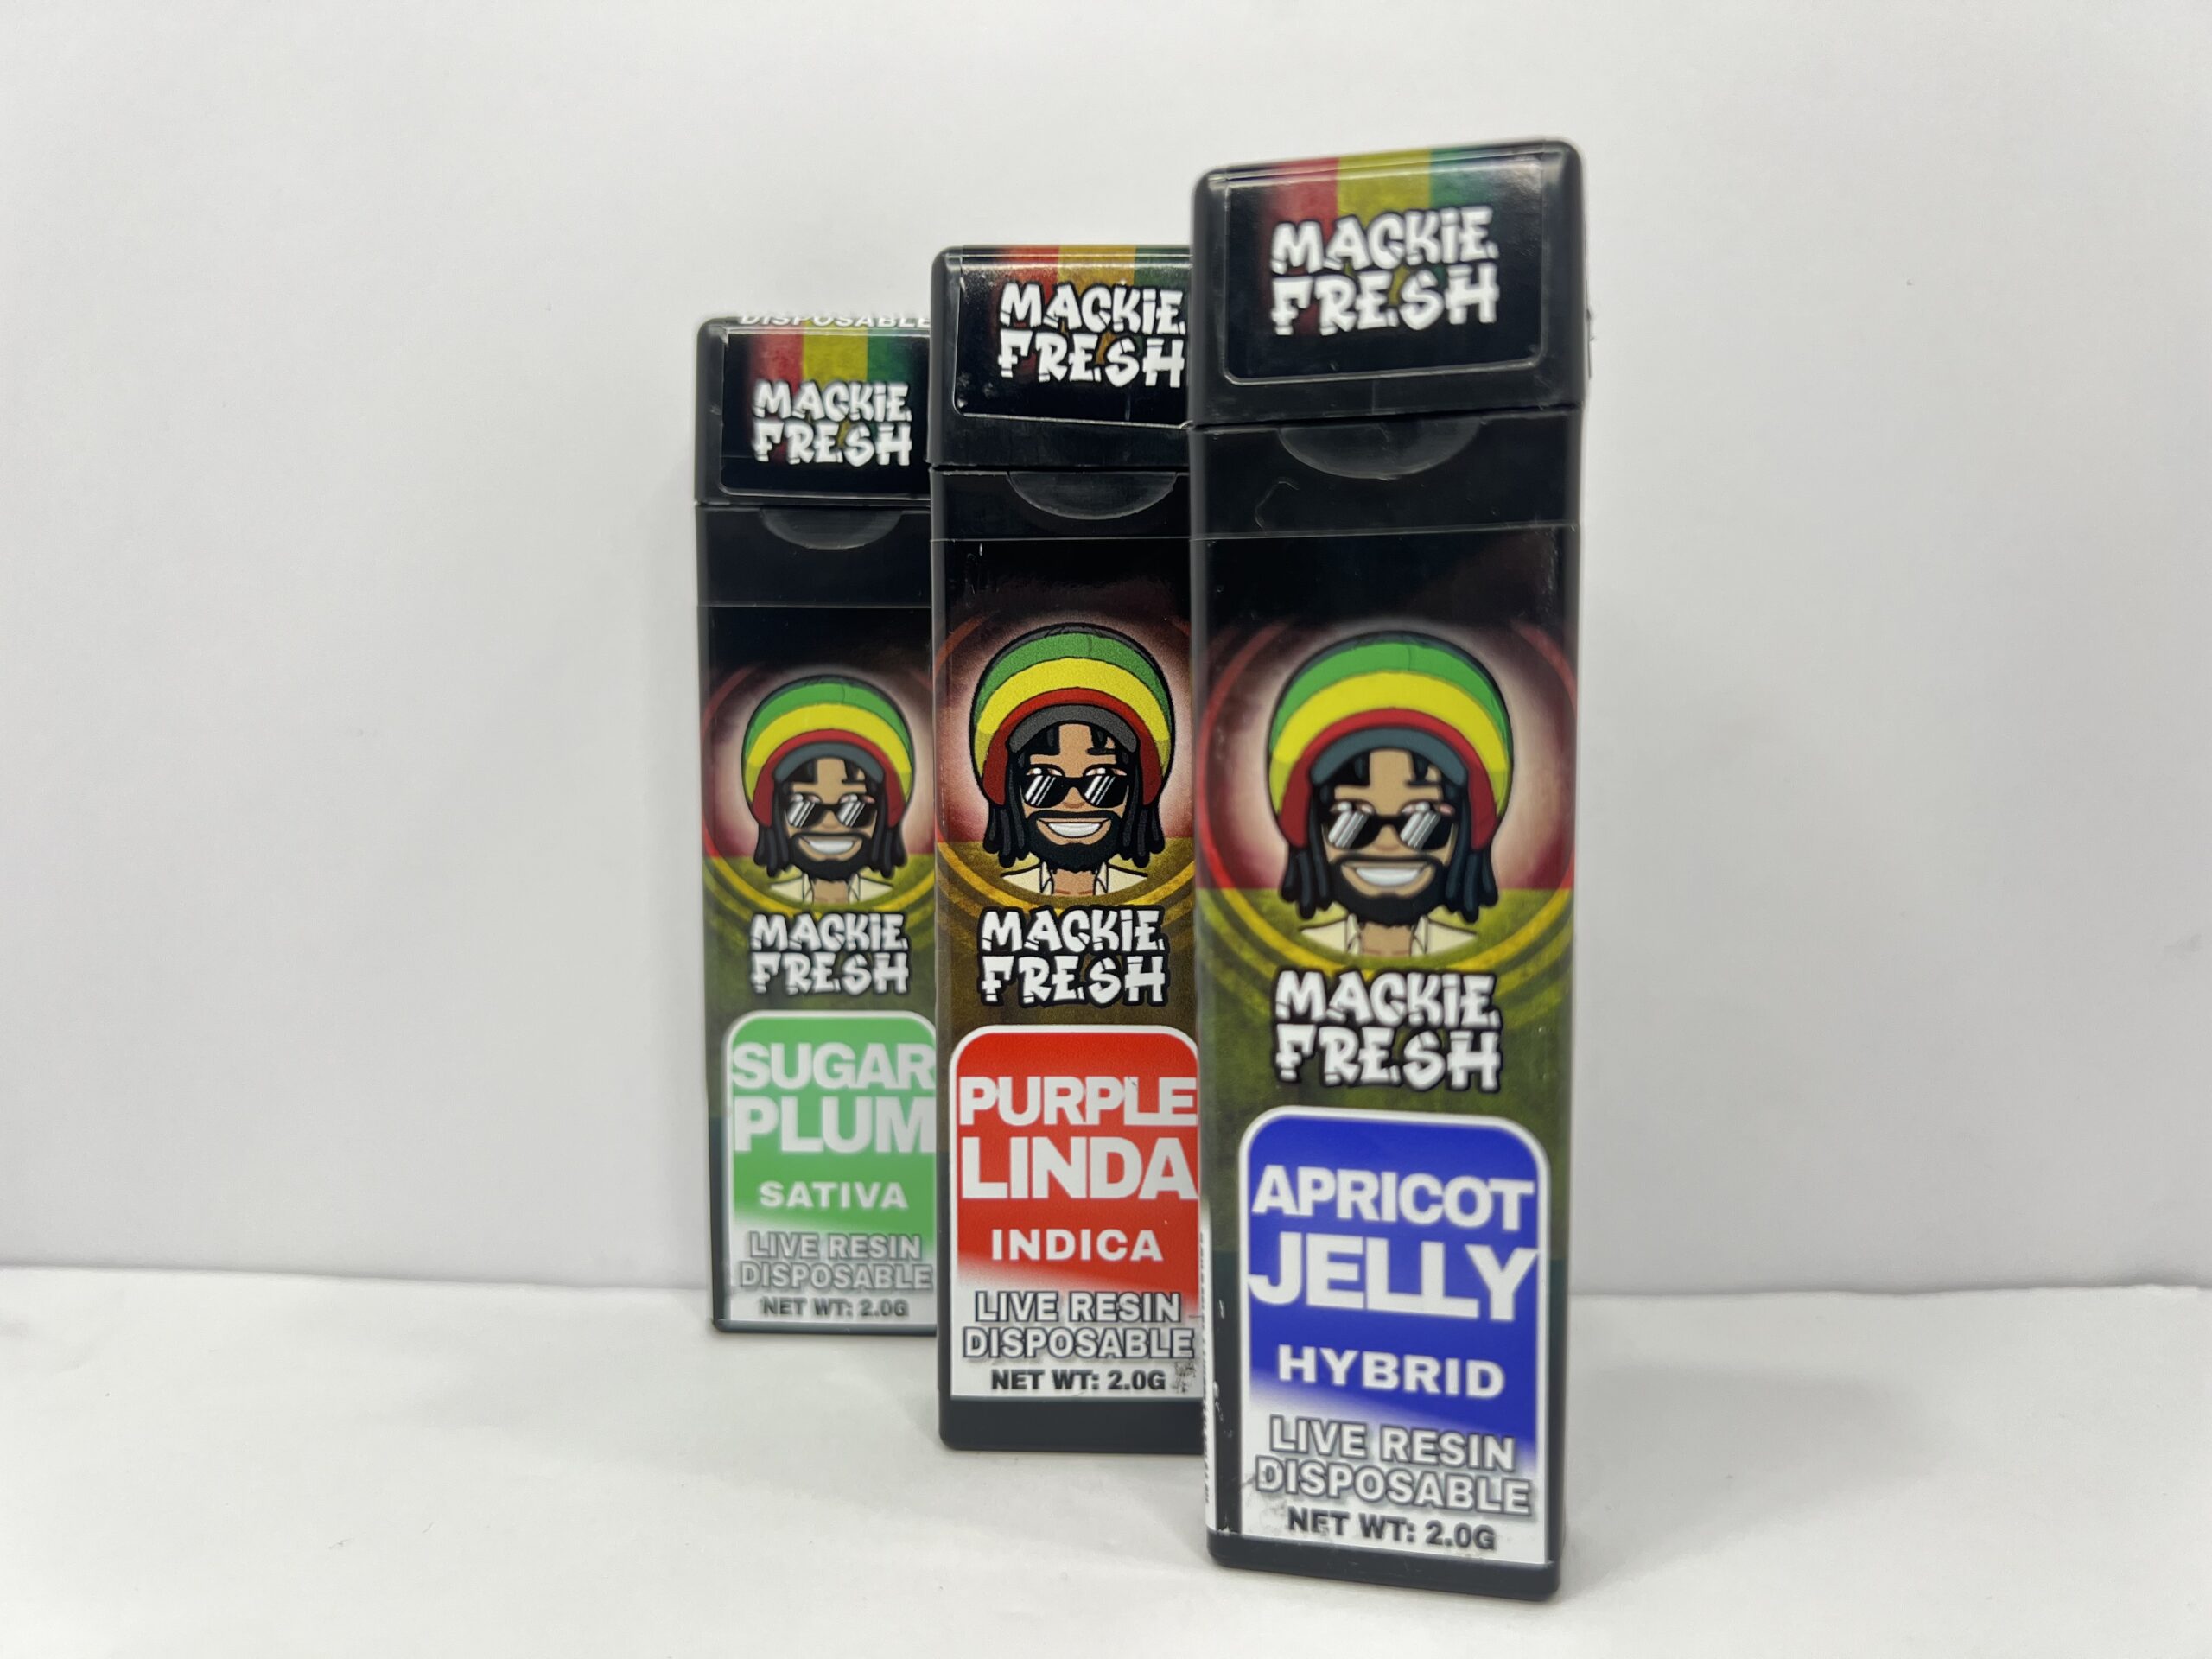 DISPOSABLE
MACKIE
FRESH
MACKIE
FRESH
SUGAR
PLUM
SATIVA
LIVE RESIN
DISPOSABLE
NET WT: 2.0G
MACKIE
FRESH
MACKIE
FRESH
PURPLE
LINDA
INDICA
LIVE RESIN
DISPOSABLE
NET WT: 2.0G
MACKIE
FRESH
MACKIE
FRESH
APRICOT
JELLY
HYBRID
LIVE RESIN
DISPOSABLE
NET WT: 2.0G